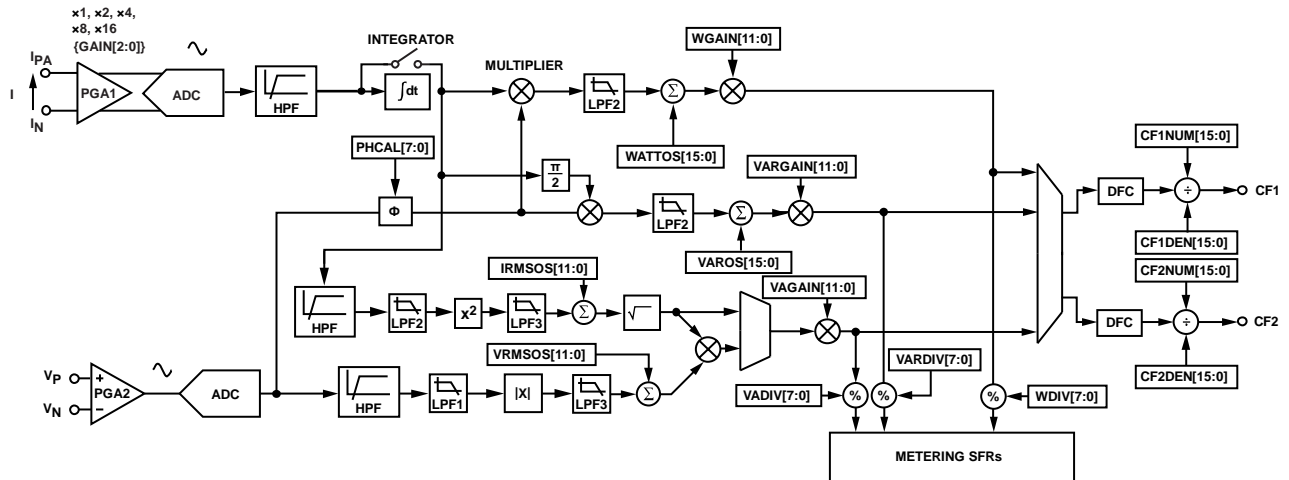 ×1, ×2, ×4,
×8, ×16
{GAIN[2:0]}
INTEGRATOR
WGAIN[11:0]
MULTIPLIER
IPA
I
IN
PGA1
ADC
HPF
∫dt
LPF2
Σ
WATTOS[15:0]
PHCAL[7:0]
Φ
π
2
VARGAIN[11:0]
LPF2
Σ
VAROS[15:0]
CF1NUM[15:0]
DFC
÷
CF1
CF1DEN[15:0]
CF2NUM[15:0]
DFC
÷
CF2
CF2DEN[15:0]
IRMSOS[11:0]
VAGAIN[11:0]
HPF
LPF2
X2
LPF3
Σ
√
VRMSOS[11:0]
VARDIV[7:0]
VP
+
PGA2
VN
–
ADC
HPF
LPF1
|X|
LPF3
Σ
VADIV[7:0]
%
%
%
WDIV[7:0]
METERING SFRs